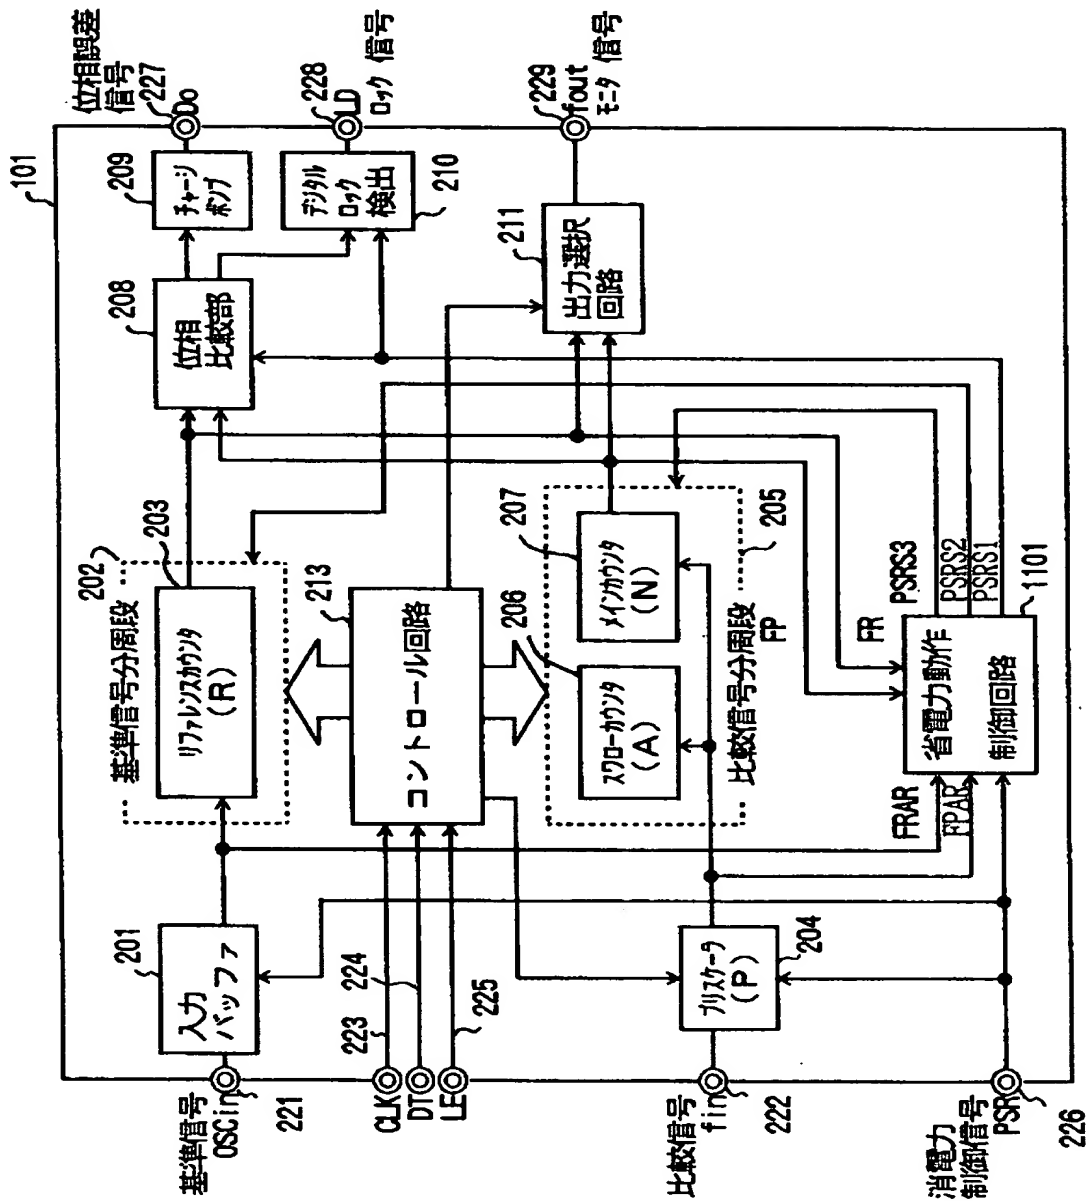 101
基準信号
OSCin
221
201
入力
バッファ
202
基準信号分周段
203
リファレンスカウンタ
(R)
208
位相
比較部
209
チャージ
ポンプ
位相誤差
信号
227
Do
デジタル
ロック
検出
210
228
LD
ロック 信号
CLK
DT
LE
223
224
225
213
コントロール回路
211
出力選択
回路
229
fout
モニタ 信号
比較信号
fin
222
プリスケーラ
(P)
204
206
スワローカウンタ
(A)
207
メインカウンタ
(N)
205
比較信号分周段
FP
FR
FRAR
FPAR
PSRS3
PSRS2
PSRS1
省電力動作
制御回路
1101
消電力
制御信号
PSR
226